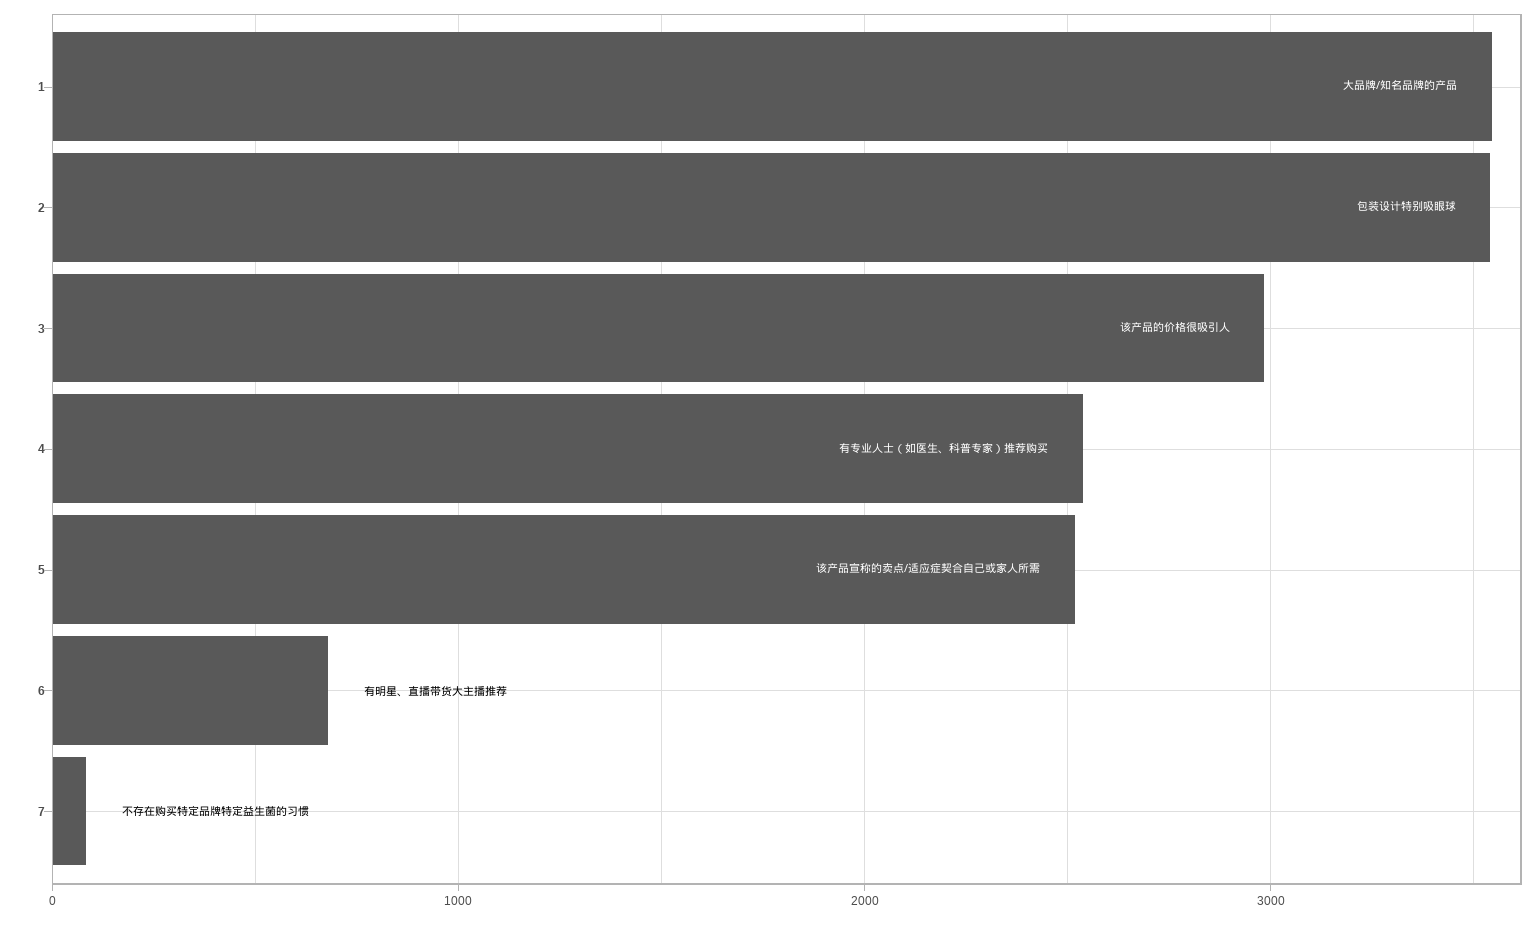 1
大品牌/知名品牌的产品
2
包装设计特别吸眼球
3
该产品的价格很吸引人
4
有专业人士（如医生、科普专家）推荐购买
5
该产品宣称的卖点/适应症契合自己或家人所需
6
有明星、直播带货大主播推荐
7
不存在购买特定品牌特定益生菌的习惯
0 1000 2000 3000